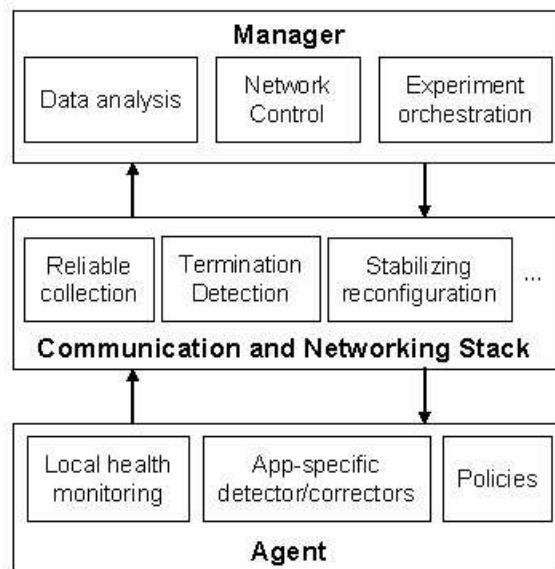 Manager
Data analysis
Network
Control
Experiment
orchestration
Reliable
collection
Termination
Detection
Stabilizing
reconfiguration
...
Communication and Networking Stack
Local health
monitoring
App-specific
detector/correctors
Policies
Agent